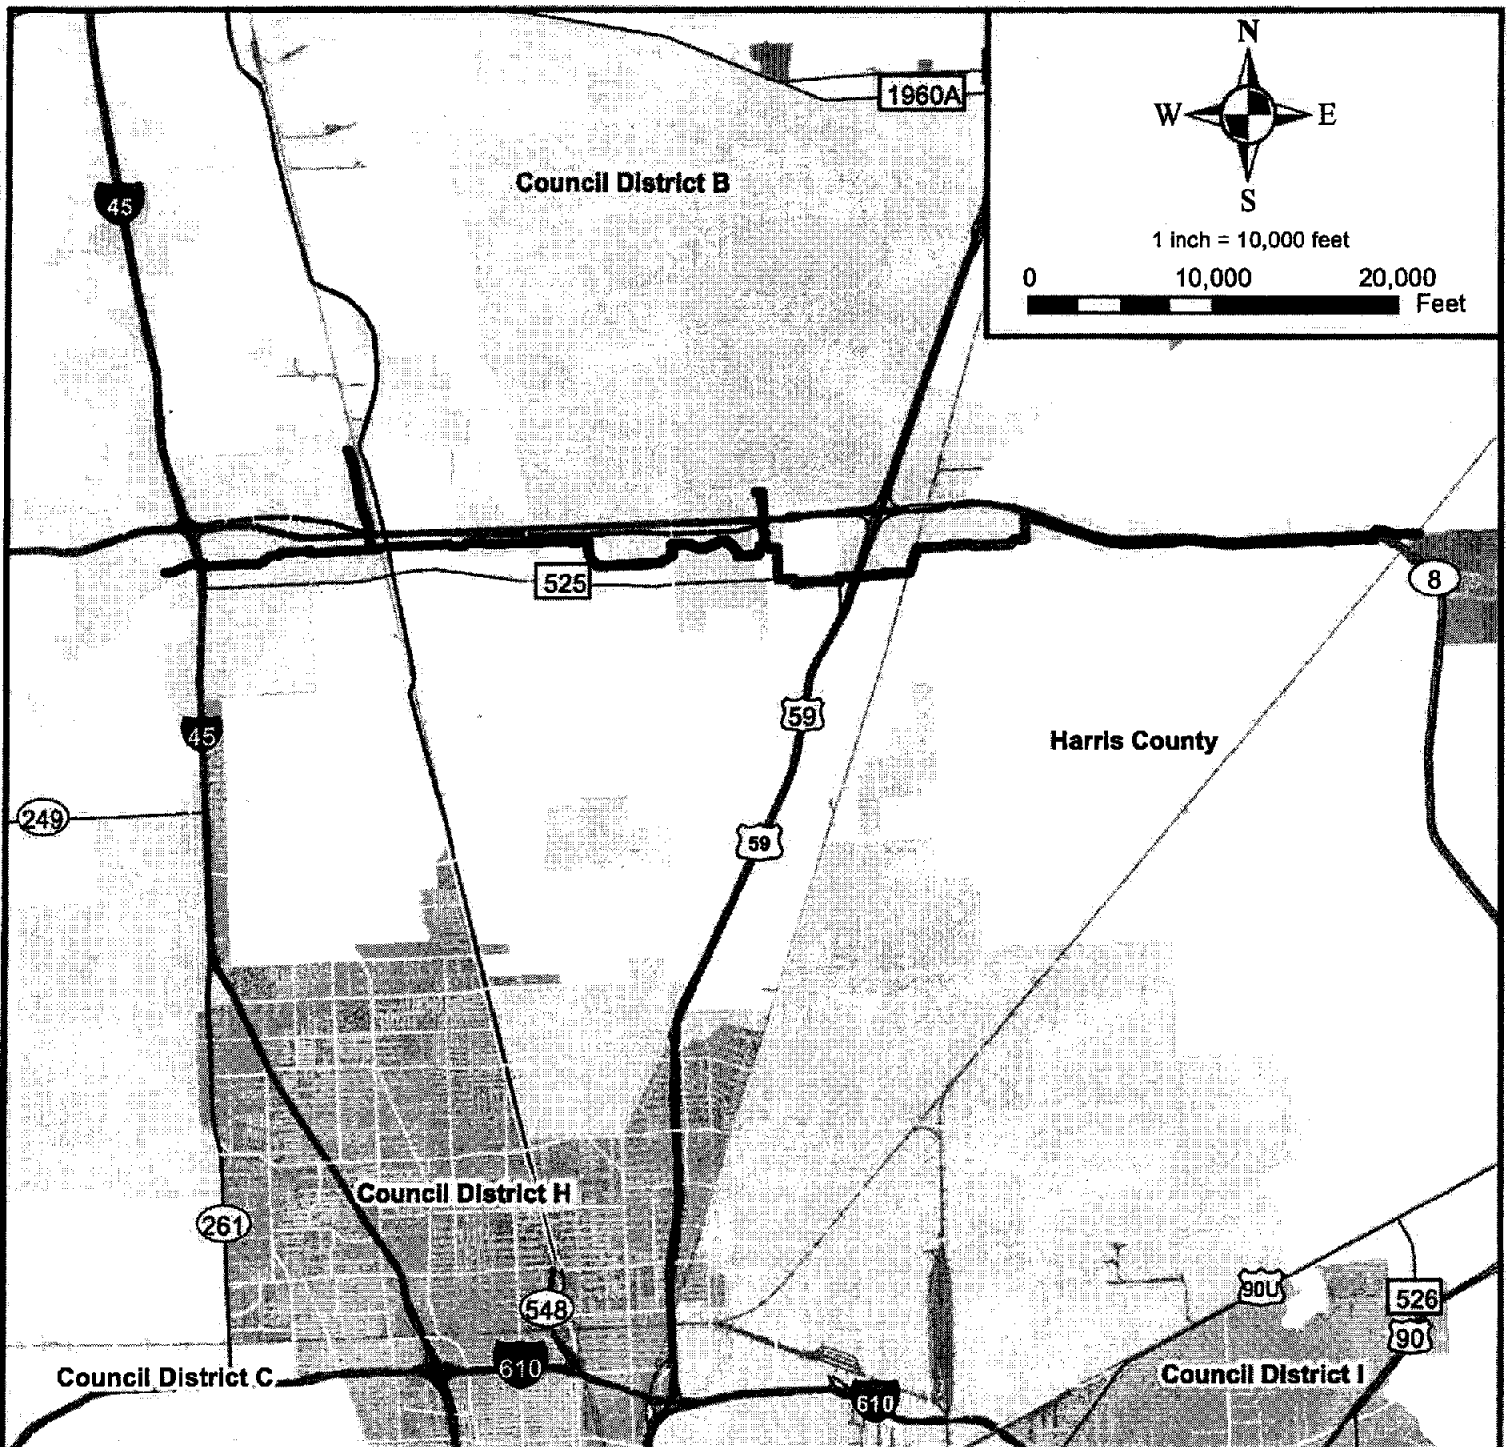 N
1960A
W E
Council District B
45
S
1 inch = 10,000 feet
0 10,000 20,000
Feet
525
8
59
45
Harris County
249
59
Council District H
261
90U
548
526
90
610
Council District C
Council District I
610